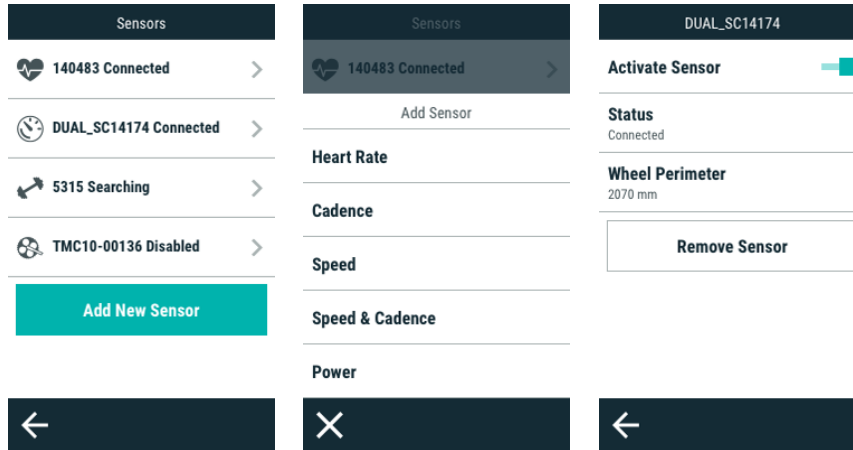 Sensors
140483 Connected
DUAL_SC14174 Connected
5315 Searching
TMC10-00136 Disabled
Add New Sensor
Sensors
140483 Connected
Add Sensor
Heart Rate
Cadence
Speed
Speed & Cadence
Power
DUAL_SC14174
Activate Sensor
Status
Connected
Wheel Perimeter
2070 mm
Remove Sensor